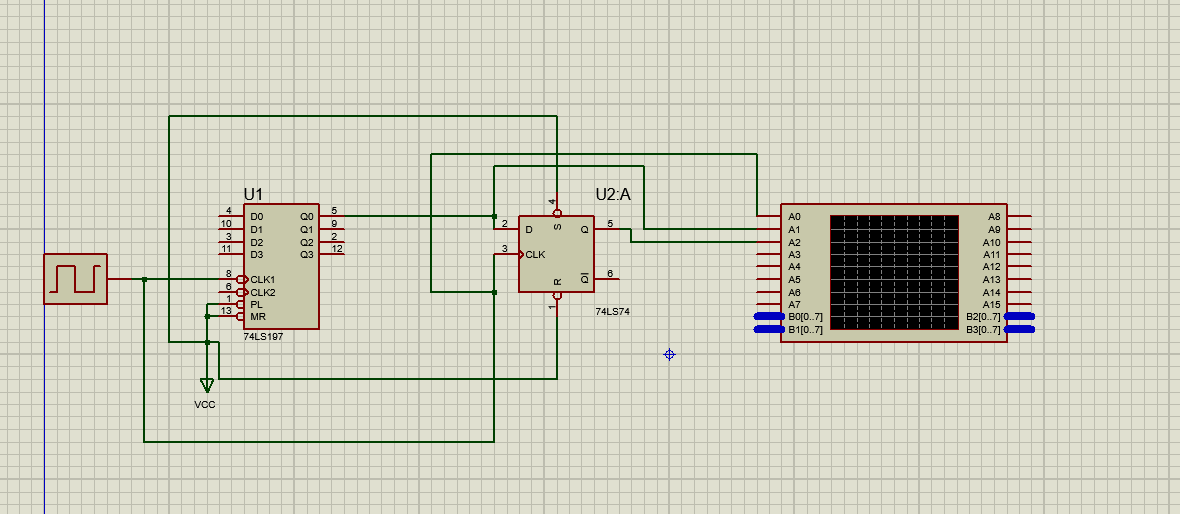 U1
4 D0 Q0 5
10 D1 Q1 9
3 D2 Q2 2
11 D3 Q3 12
8 CLK1
6 CLK2
1 PL
13 MR
74LS197
VCC
U2:A
4
S
2 D Q 5
3 CLK
R Q 6
1
74LS74
A0 A8
A1 A9
A2 A10
A3 A11
A4 A12
A5 A13
A6 A14
A7 A15
B0[0..7] B2[0..7]
B1[0..7] B3[0..7]